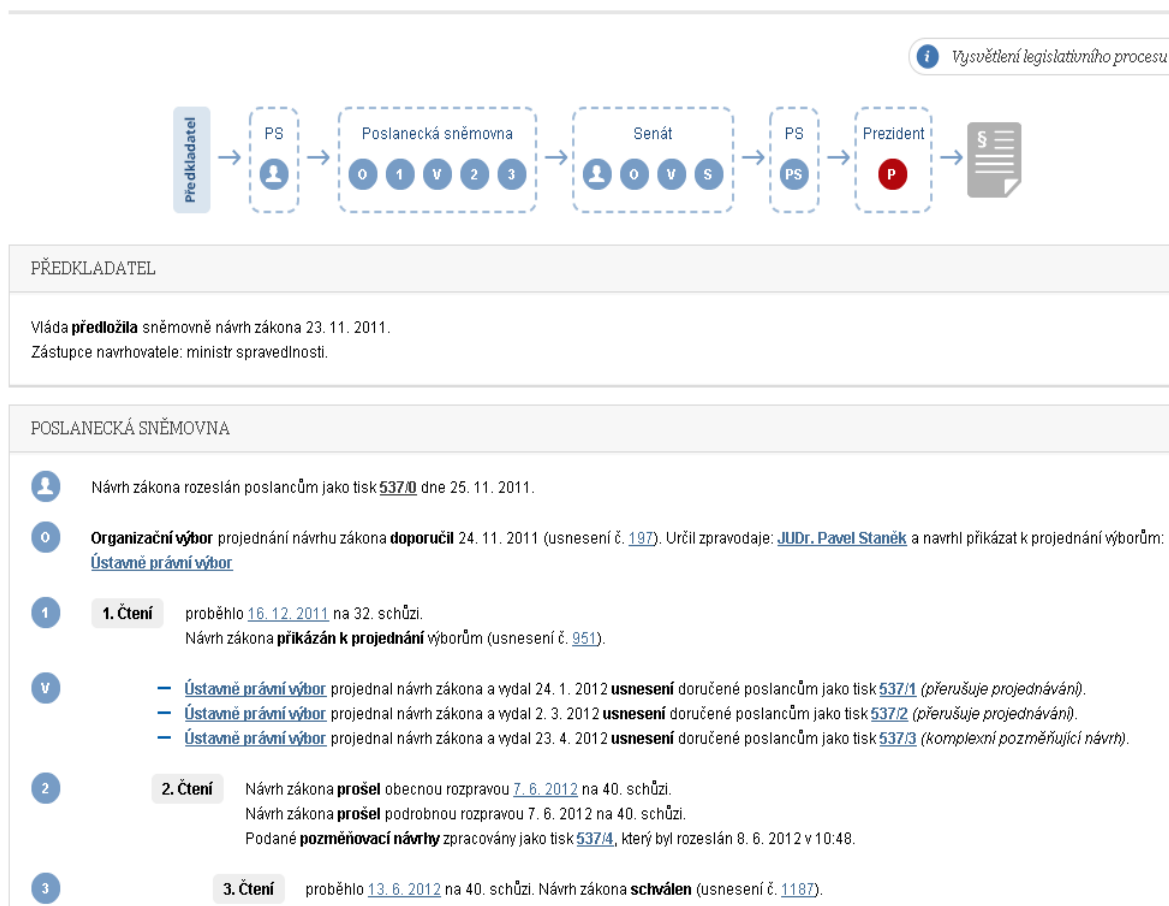 Vysvětlení legislativního procesu
Předkladatel
PS
Poslanecká sněmovna
O 1 V 2 3
Senát
O V S
PS
PS
Prezident
P
§
PŘEDKLADATEL
Vláda předložila sněmovně návrh zákona 23. 11. 2011.
Zástupce navrhovatele: ministr spravedlnosti.
POSLANECKÁ SNĚMOVNA
Návrh zákona rozeslán poslancům jako tisk 537/0 dne 25. 11. 2011.
O Organizační výbor projednání návrhu zákona doporučil 24. 11. 2011 (usnesení č. 197). Určil zpravodaje: JUDr. Pavel Staněk a navrhl přikázat k projednání výborům:
Ústavně právní výbor
1 1. Čtení proběhlo 16. 12. 2011 na 32. schůzi.
Návrh zákona přikázán k projednání výborům (usnesení č. 951).
V – Ústavně právní výbor projednal návrh zákona a vydal 24. 1. 2012 usnesení doručené poslancům jako tisk 537/1 (přerušuje projednávání).
– Ústavně právní výbor projednal návrh zákona a vydal 2. 3. 2012 usnesení doručené poslancům jako tisk 537/2 (přerušuje projednávání).
– Ústavně právní výbor projednal návrh zákona a vydal 23. 4. 2012 usnesení doručené poslancům jako tisk 537/3 (komplexní pozměňující návrh).
2 2. Čtení Návrh zákona prošel obecnou rozpravou 7. 6. 2012 na 40. schůzi.
Návrh zákona prošel podrobnou rozpravou 7. 6. 2012 na 40. schůzi.
Podané pozměňovací návrhy zpracovány jako tisk 537/4, který byl rozeslán 8. 6. 2012 v 10:48.
3 3. Čtení proběhlo 13. 6. 2012 na 40. schůzi. Návrh zákona schválen (usnesení č. 1187).